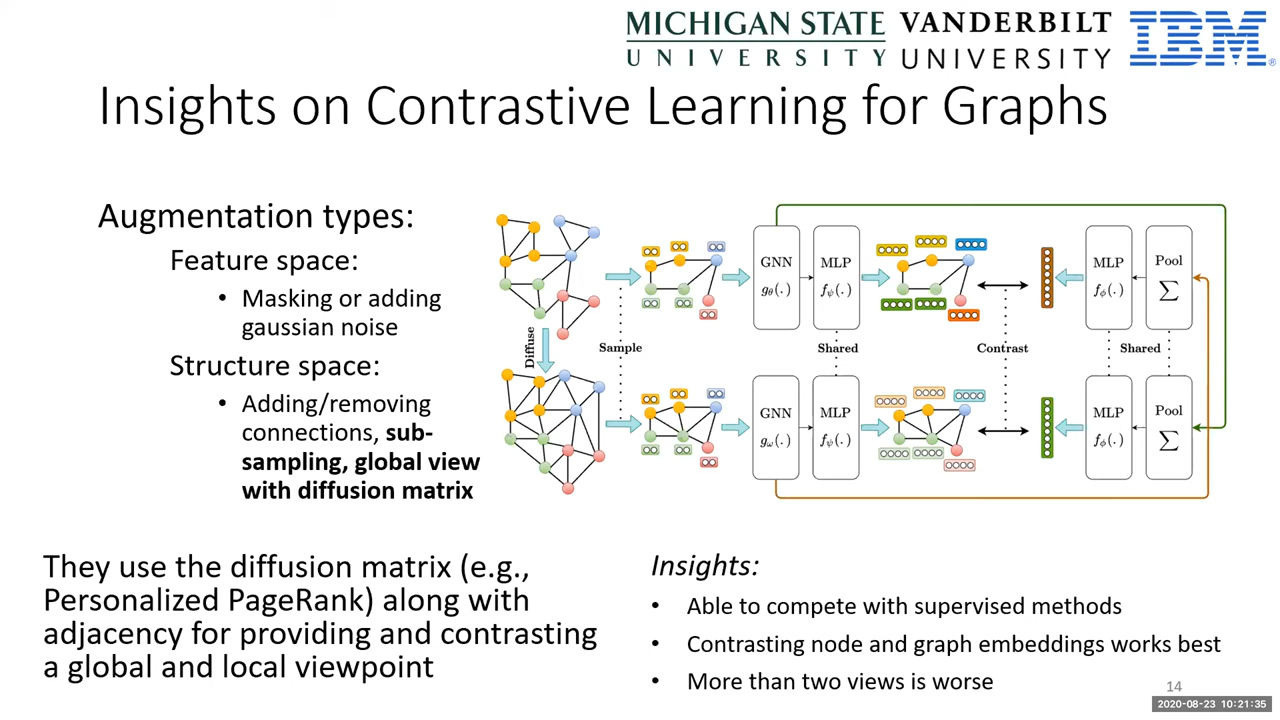 MICHIGAN STATE
UNIVERSITY
VANDERBILT
UNIVERSITY
IBM®
Insights on Contrastive Learning for Graphs
Augmentation types:
Feature space:
• Masking or adding
gaussian noise
Structure space:
• Adding/removing
connections, sub-
sampling, global view
with diffusion matrix
Diffuse
Sample
GNN
gθ(.)
MLP
fψ(.)
MLP
fϕ(.)
Pool
Σ
Shared
Contrast
Shared
GNN
gω(.)
MLP
fψ(.)
MLP
fϕ(.)
Pool
Σ
They use the diffusion matrix (e.g.,
Personalized PageRank) along with
adjacency for providing and contrasting
a global and local viewpoint
Insights:
• Able to compete with supervised methods
• Contrasting node and graph embeddings works best
• More than two views is worse
14
2020-08-23 10:21:35